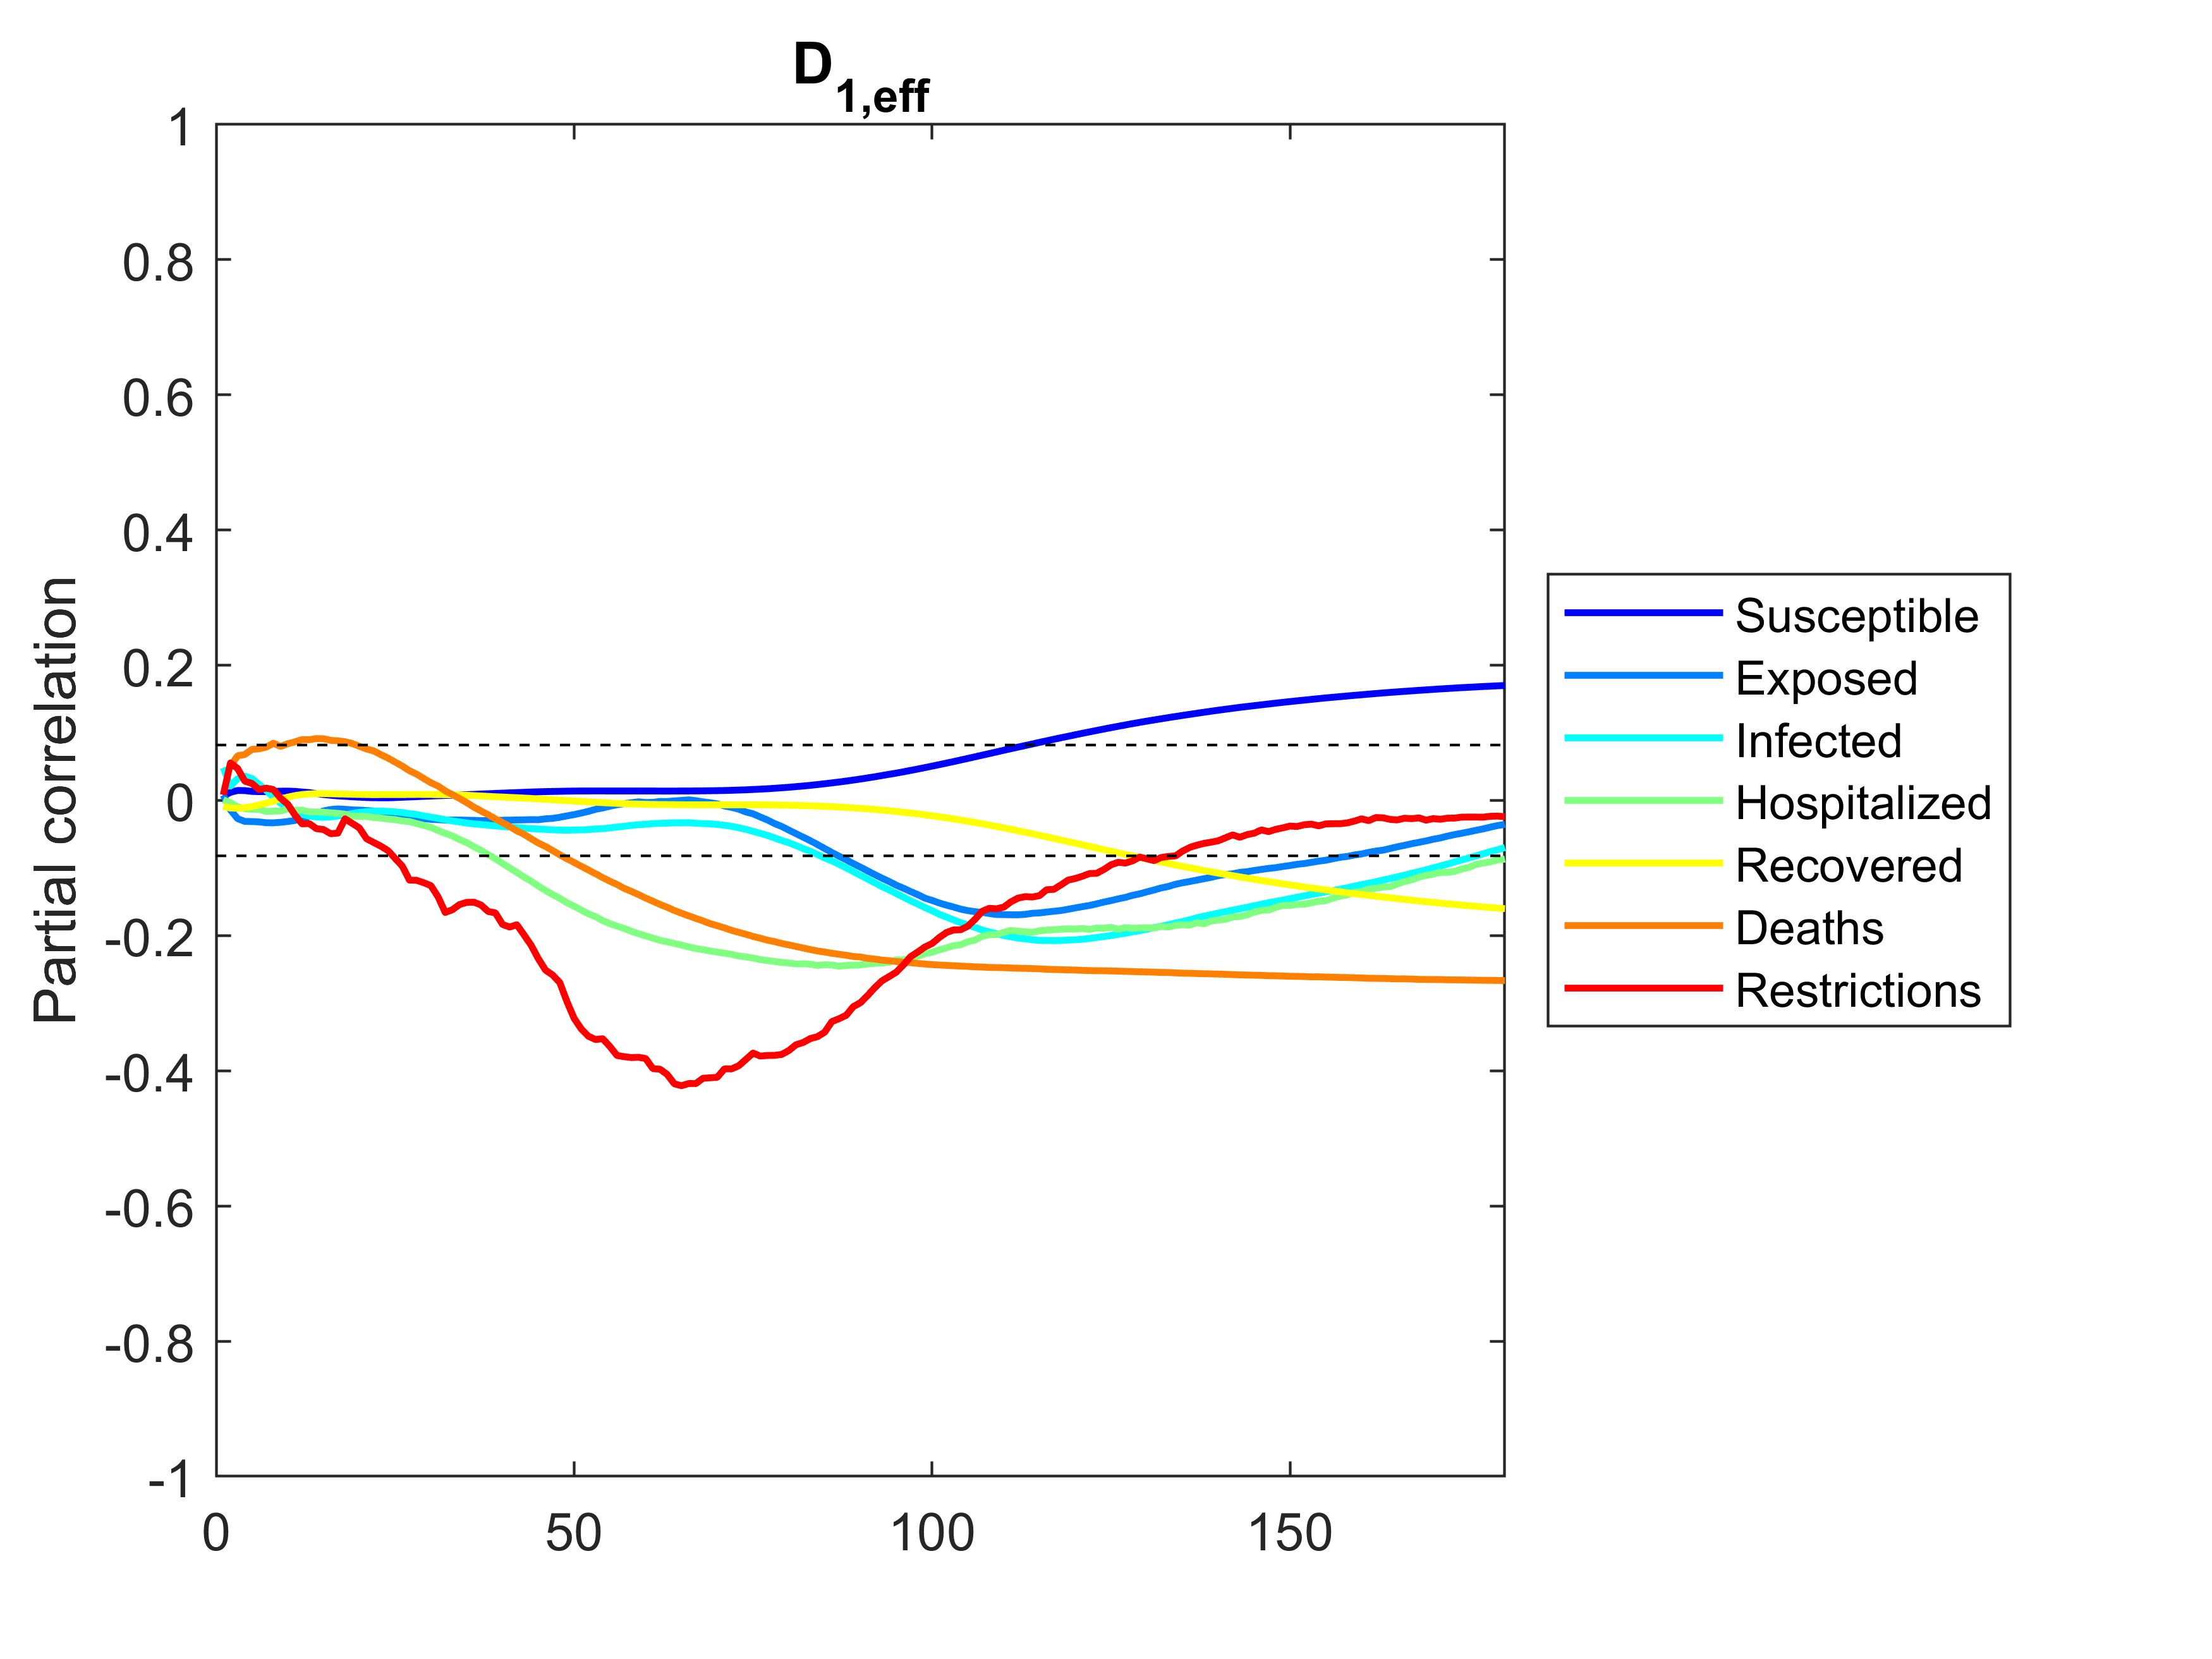 D1,eff
1
0.8
0.6
0.4
0.2
0
-0.2
-0.4
-0.6
-0.8
-1
Partial correlation
0 50 100 150
Susceptible
Exposed
Infected
Hospitalized
Recovered
Deaths
Restrictions